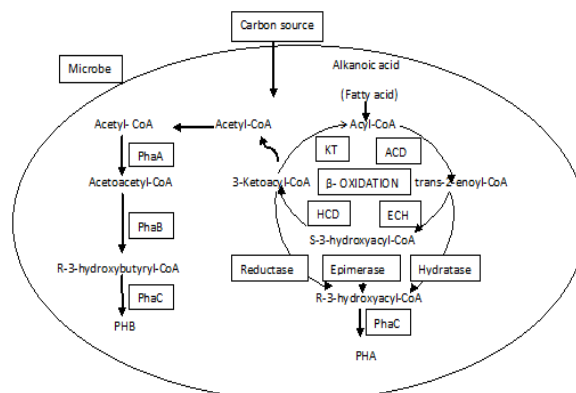 Carbon source
Microbe
Alkanoic acid
(Fatty acid)
Acetyl- CoA
Acetyl-CoA
Acyl-CoA
PhaA
KT
ACD
Acetoacetyl-CoA
3-Ketoacyl-CoA
β- OXIDATION
trans-2-enoyl-CoA
PhaB
HCD
ECH
S-3-hydroxyacyl-CoA
R-3-hydroxybutyryl-CoA
Reductase
Epimerase
Hydratase
R-3-hydroxyacyl-CoA
PhaC
PhaC
PHB
PHA